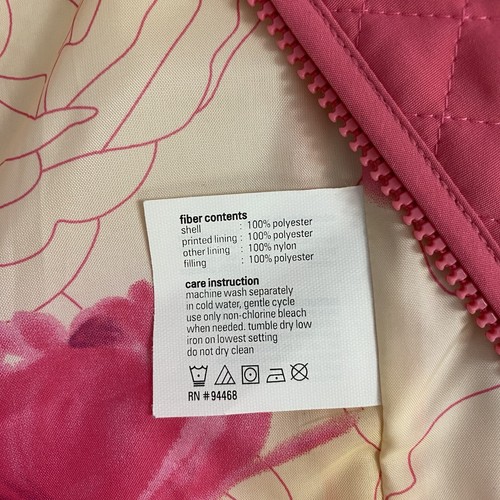 fiber contents
shell : 100% polyester
printed lining : 100% polyester
other lining : 100% nylon
filling : 100% polyester
care instruction
machine wash separately
in cold water, gentle cycle
use only non-chlorine bleach
when needed. tumble dry low
iron on lowest setting
do not dry clean
RN #94468